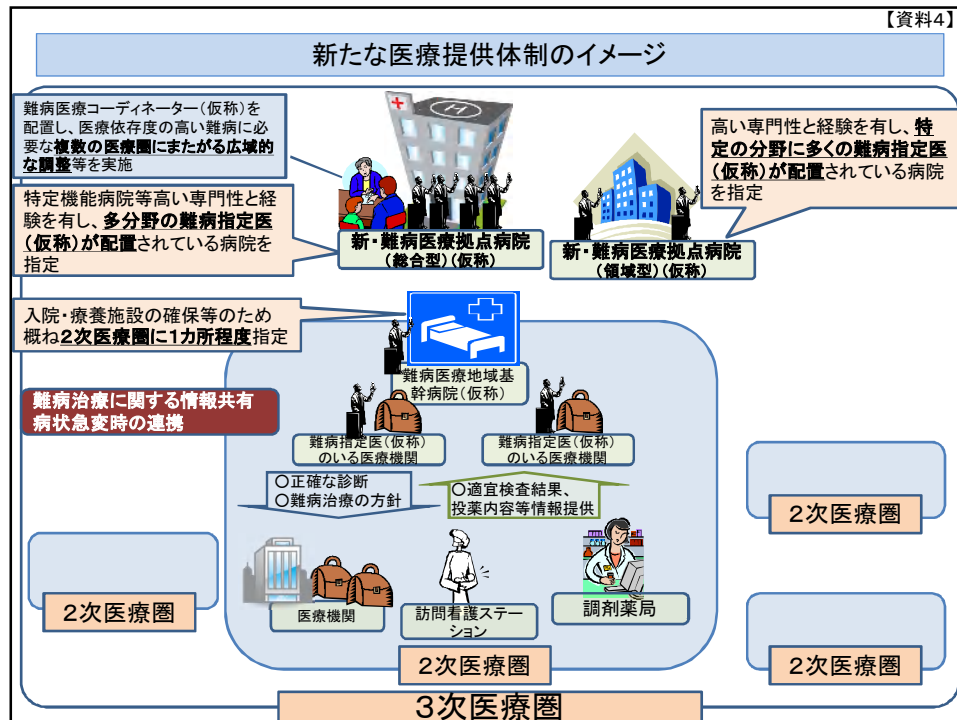 【資料4】
新たな医療提供体制のイメージ
難病医療コーディネーター(仮称)を
配置し、医療依存度の高い難病に必
要な複数の医療圏にまたがる広域的
な調整等を実施
高い専門性と経験を有し、特
定の分野に多くの難病指定医
(仮称)が配置されている病院
を指定
特定機能病院等高い専門性と経
験を有し、多分野の難病指定医
(仮称)が配置されている病院を
指定
H
新・難病医療拠点病院
(総合型)(仮称)
新・難病医療拠点病院
(領域型)(仮称)
入院・療養施設の確保等のため
概ね2次医療圏に1カ所程度指定
難病医療地域基
幹病院(仮称)
難病治療に関する情報共有
病状急変時の連携
難病指定医(仮称)
のいる医療機関
難病指定医(仮称)
のいる医療機関
○正確な診断
○難病治療の方針
○適宜検査結果、
投薬内容等情報提供
2次医療圏
医療機関
訪問看護ステー
ション
調剤薬局
2次医療圏
2次医療圏
2次医療圏
3次医療圏